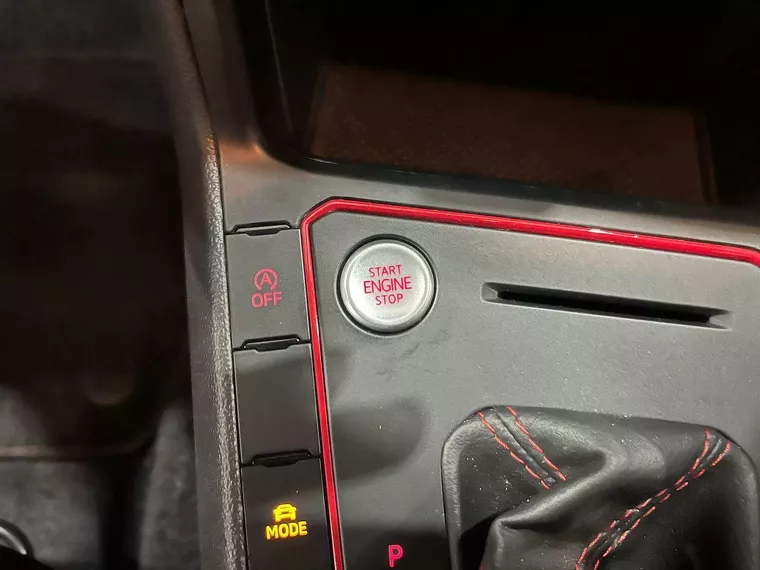 A
OFF
START
ENGINE
STOP
MODE
P